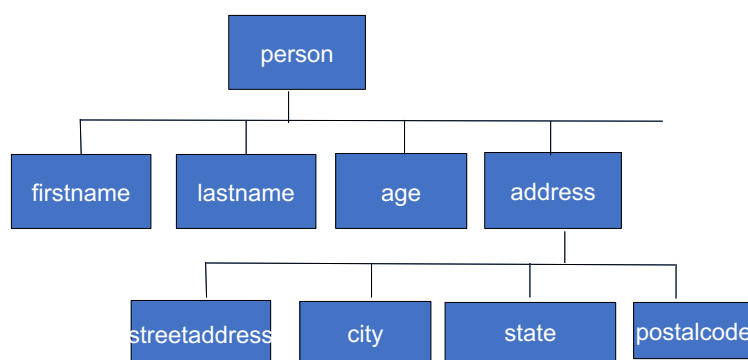 person
firstname
lastname
age
address
streetaddress
city
state
postalcode